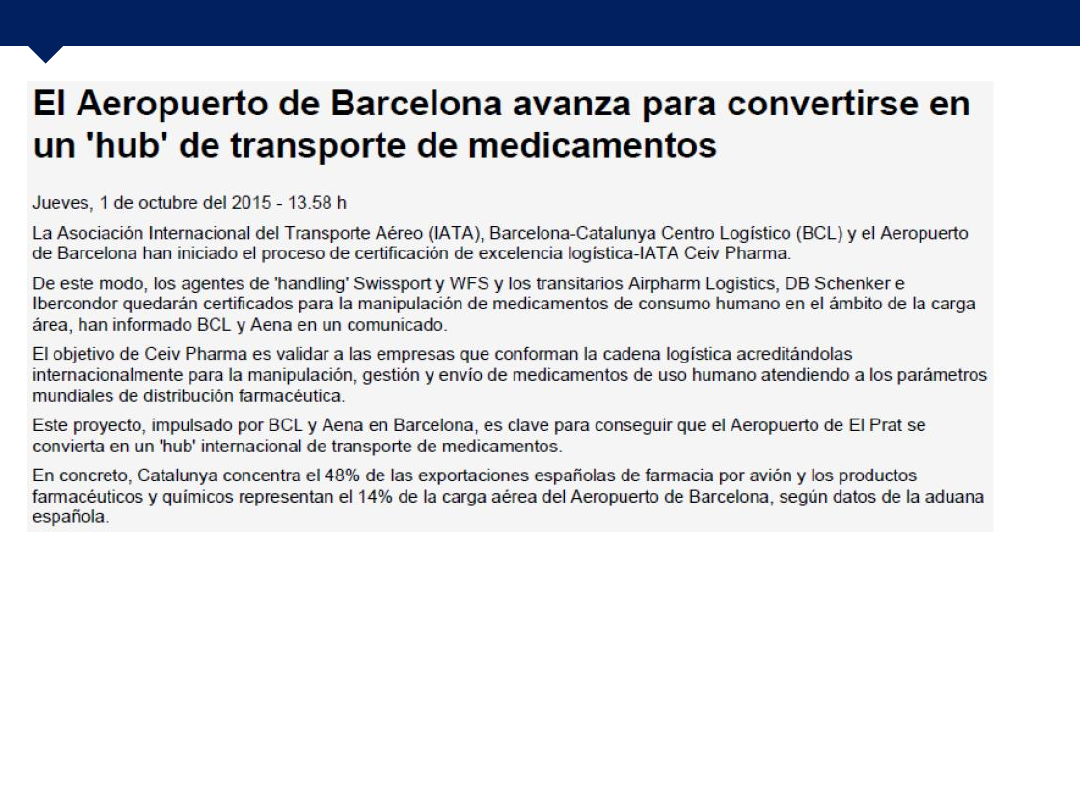 El Aeropuerto de Barcelona avanza para convertirse en
un 'hub' de transporte de medicamentos
Jueves, 1 de octubre del 2015 - 13.58 h
La Asociación Internacional del Transporte Aéreo (IATA), Barcelona-Catalunya Centro Logístico (BCL) y el Aeropuerto
de Barcelona han iniciado el proceso de certificación de excelencia logística-IATA Ceiv Pharma.
De este modo, los agentes de 'handling' Swissport y WFS y los transitarios Airpharm Logistics, DB Schenker e
Ibercondor quedarán certificados para la manipulación de medicamentos de consumo humano en el ámbito de la carga
área, han informado BCL y Aena en un comunicado.
El objetivo de Ceiv Pharma es validar a las empresas que conforman la cadena logística acreditándolas
internacionalmente para la manipulación, gestión y envío de medicamentos de uso humano atendiendo a los parámetros
mundiales de distribución farmacéutica.
Este proyecto, impulsado por BCL y Aena en Barcelona, es clave para conseguir que el Aeropuerto de El Prat se
convierta en un 'hub' internacional de transporte de medicamentos.
En concreto, Catalunya concentra el 48% de las exportaciones españolas de farmacia por avión y los productos
farmacéuticos y químicos representan el 14% de la carga aérea del Aeropuerto de Barcelona, según datos de la aduana
española.